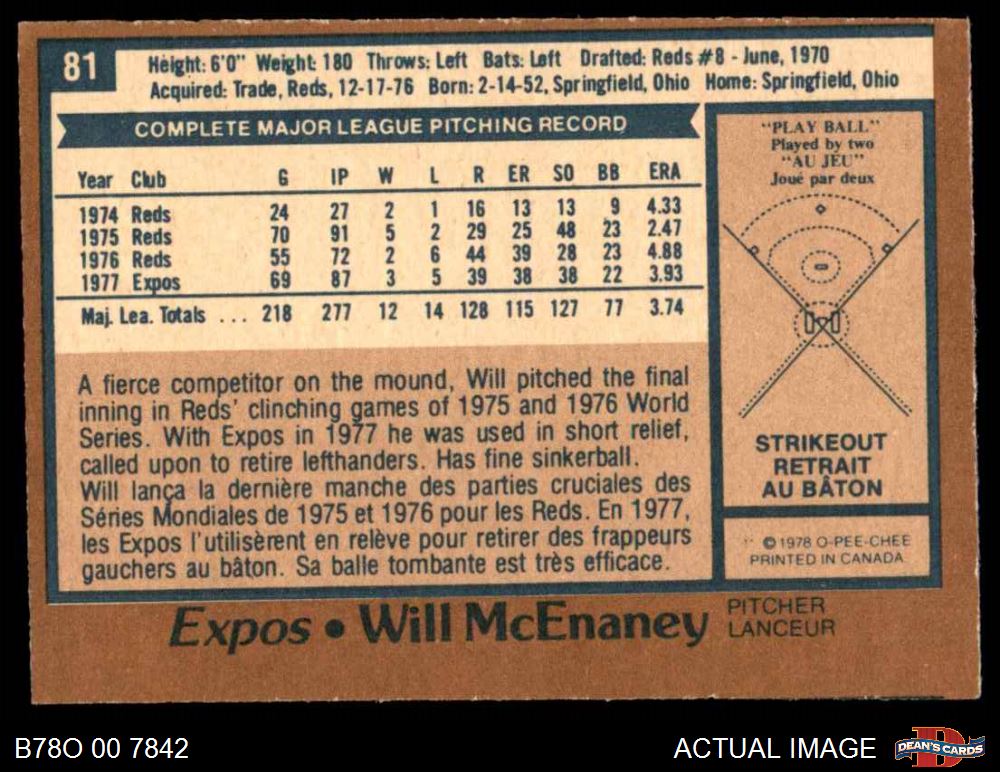 81
Height: 6'0" Weight: 180 Throws: Left Bats: Left Drafted: Reds #8 - June, 1970
Acquired: Trade, Reds, 12-17-76 Born: 2-14-52, Springfield, Ohio Home: Springfield, Ohio
COMPLETE MAJOR LEAGUE PITCHING RECORD
Year Club G IP W L R ER SO BB ERA
1974 Reds 24 27 2 1 16 13 13 9 4.33
1975 Reds 70 91 5 2 29 25 48 23 2.47
1976 Reds 55 72 2 6 44 39 28 23 4.88
1977 Expos 69 87 3 5 39 38 38 22 3.93
Maj. Lea. Totals ... 218 277 12 14 128 115 127 77 3.74
A fierce competitor on the mound, Will pitched the final
inning in Reds' clinching games of 1975 and 1976 World
Series. With Expos in 1977 he was used in short relief,
called upon to retire lefthanders. Has fine sinkerball.
Will lança la dernière manche des parties cruciales des
Séries Mondiales de 1975 et 1976 pour les Reds. En 1977,
les Expos l'utilisèrent en relève pour retirer des frappeurs
gauchers au bâton. Sa balle tombante est très efficace.
"PLAY BALL"
Played by two
"AU JEU"
Joué par deux
STRIKEOUT
RETRAIT
AU BÂTON
© 1978 O-PEE-CHEE
PRINTED IN CANADA
Expos • Will McEnaney
PITCHER
LANCEUR
B78O 00 7842
ACTUAL IMAGE
DEAN'S CARDS